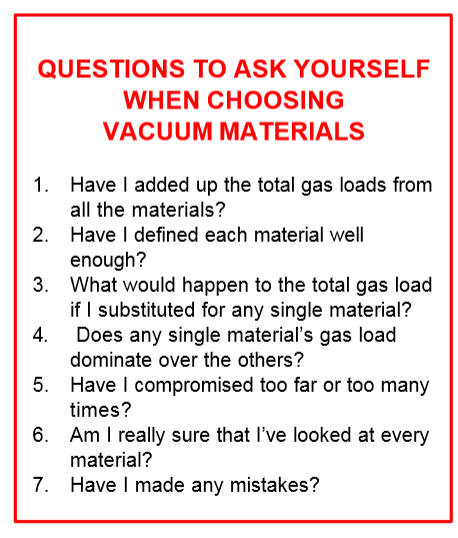 QUESTIONS TO ASK YOURSELF
WHEN CHOOSING
VACUUM MATERIALS
1. Have I added up the total gas loads from
all the materials?
2. Have I defined each material well
enough?
3. What would happen to the total gas load
if I substituted for any single material?
4. Does any single material's gas load
dominate over the others?
5. Have I compromised too far or too many
times?
6. Am I really sure that I've looked at every
material?
7. Have I made any mistakes?